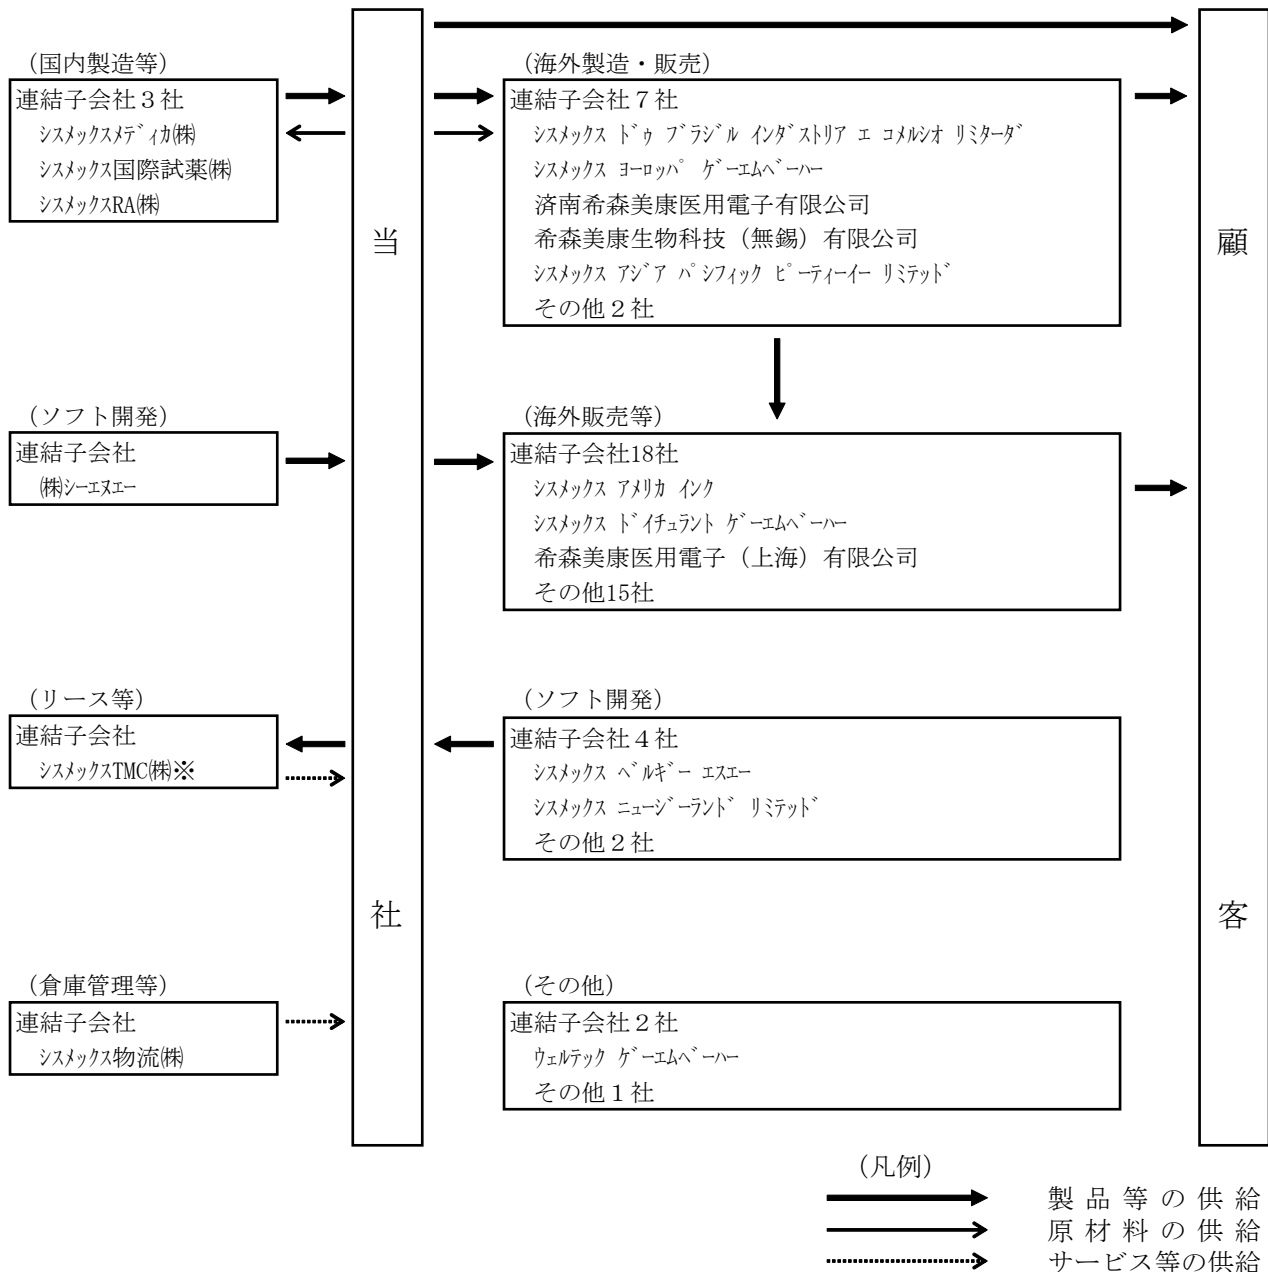 (国内製造等)
連結子会社3社
シスメックスメディカ㈱
シスメックス国際試薬㈱
シスメックスRA㈱
(ソフト開発)
連結子会社
㈱シーエヌエー
(リース等)
連結子会社
シスメックスTMC㈱※
(倉庫管理等)
連結子会社
シスメックス物流㈱
当
社
(海外製造・販売)
連結子会社7社
シスメックス ドゥ ブラジル インダストリア エ コメルシオ リミターダ
シスメックス ヨーロッパ ゲーエムベーハー
済南希森美康医用電子有限公司
希森美康生物科技(無錫)有限公司
シスメックス アジア パシフィック ピーティーイー リミテッド
その他2社
(海外販売等)
連結子会社18社
シスメックス アメリカ インク
シスメックス ドイチュラント ゲーエムベーハー
希森美康医用電子(上海)有限公司
その他15社
(ソフト開発)
連結子会社4社
シスメックス ベルギー エスエー
シスメックス ニュージーランド リミテッド
その他2社
(その他)
連結子会社2社
ウェルテック ゲーエムベーハー
その他1社
顧
客
(凡例)
製品等の供給
原材料の供給
サービス等の供給